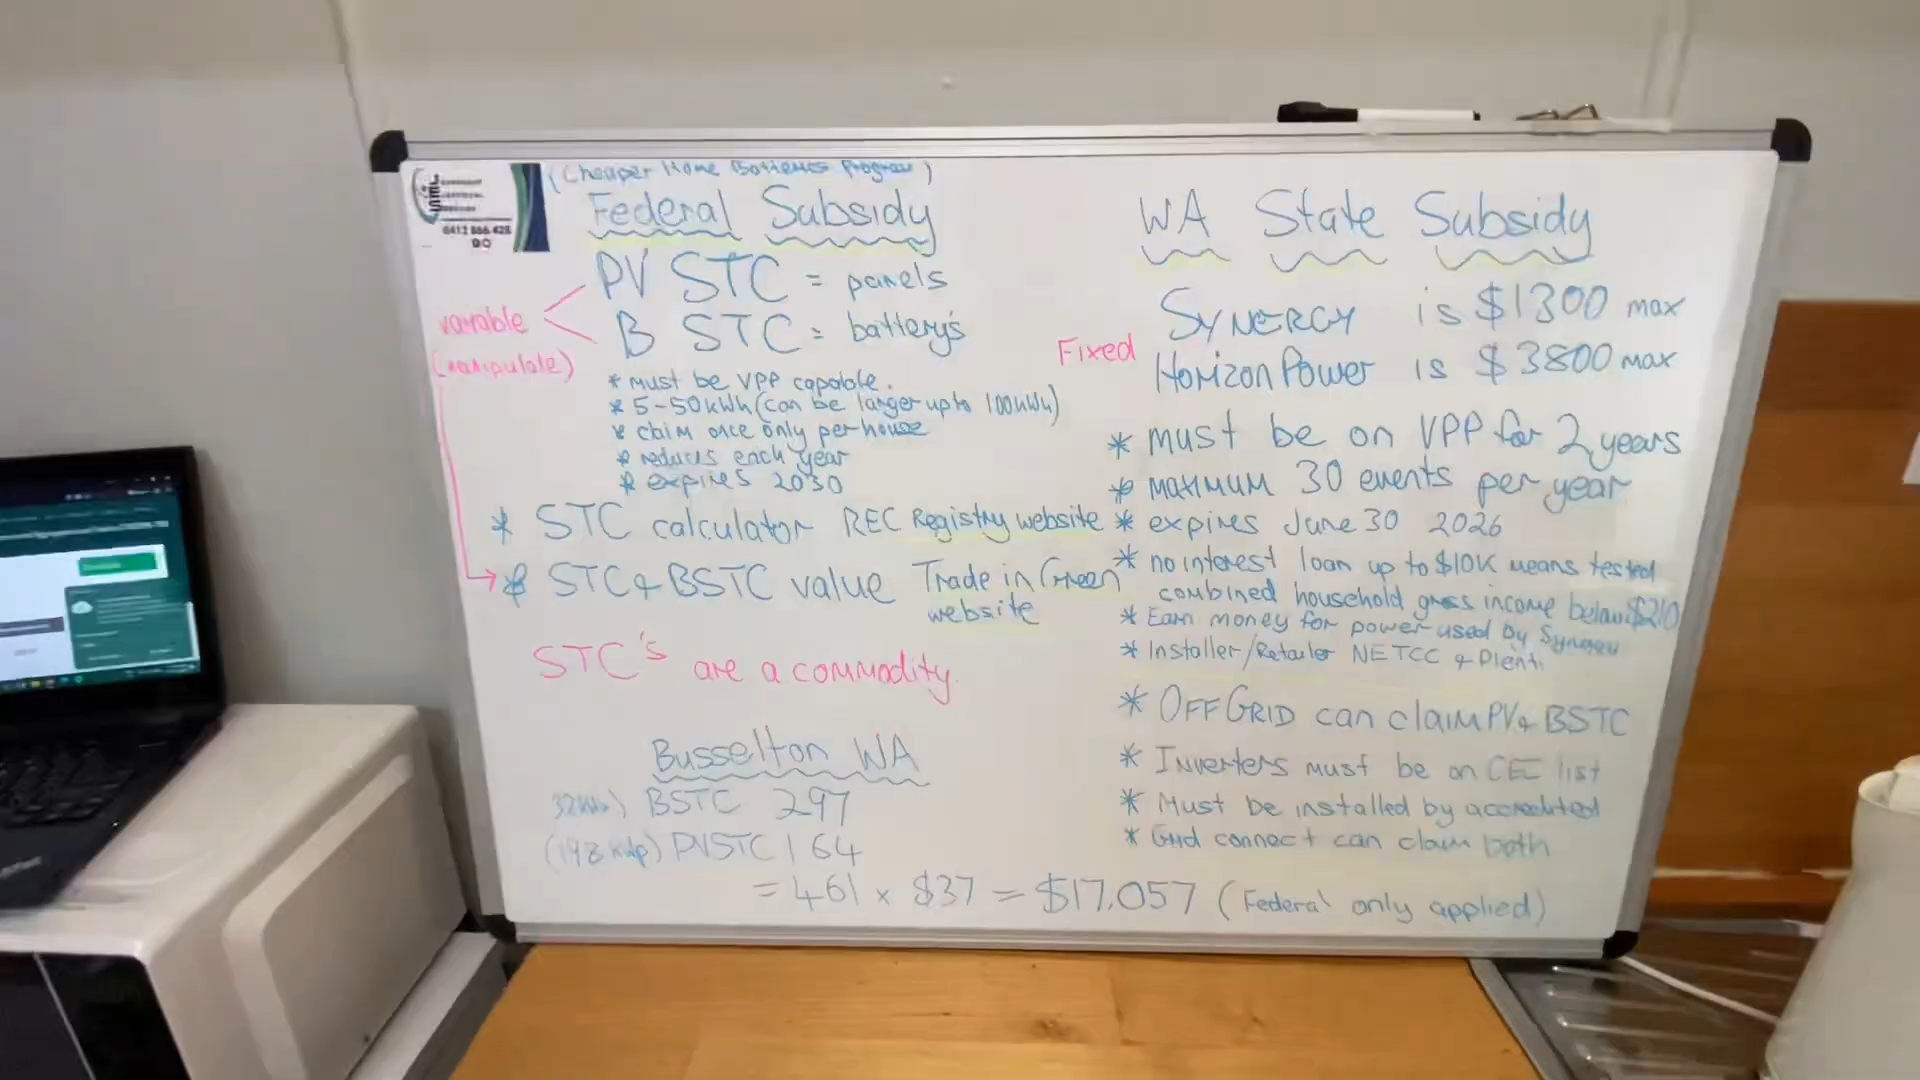 (Cheaper Home Batteries Program)
Federal Subsidy
PV STC = panels
B STC = battery's
variable
(manipulate)
* must be VPP capable.
* 5-50kWh (can be larger up to 100kWh)
* claim once only per house
* reduces each year
* expires 2030
* STC calculator REC Registry website
* STC & BSTC value Trade in Green
website
STC's are a commodity
Busselton WA
BSTC 297
PVSTC 164
= 461 x $37 = $17,057 (Federal only applied)
WA State Subsidy
Fixed
SYNERGY is $1300 max
Horizon Power is $3800 max
* must be on VPP for 2 years
* maximum 30 events per year
* expires June 30 2026
* no interest loan up to $10K means tested
combined household gross income below $210
* Earn money for power used by Synergy
* Installer/Retailer NETCC & Plenti
* OFFGRID can claim PV & BSTC
* Inverters must be on CEC list
* Must be installed by accredited
* Grid connect can claim both
0412 866 428